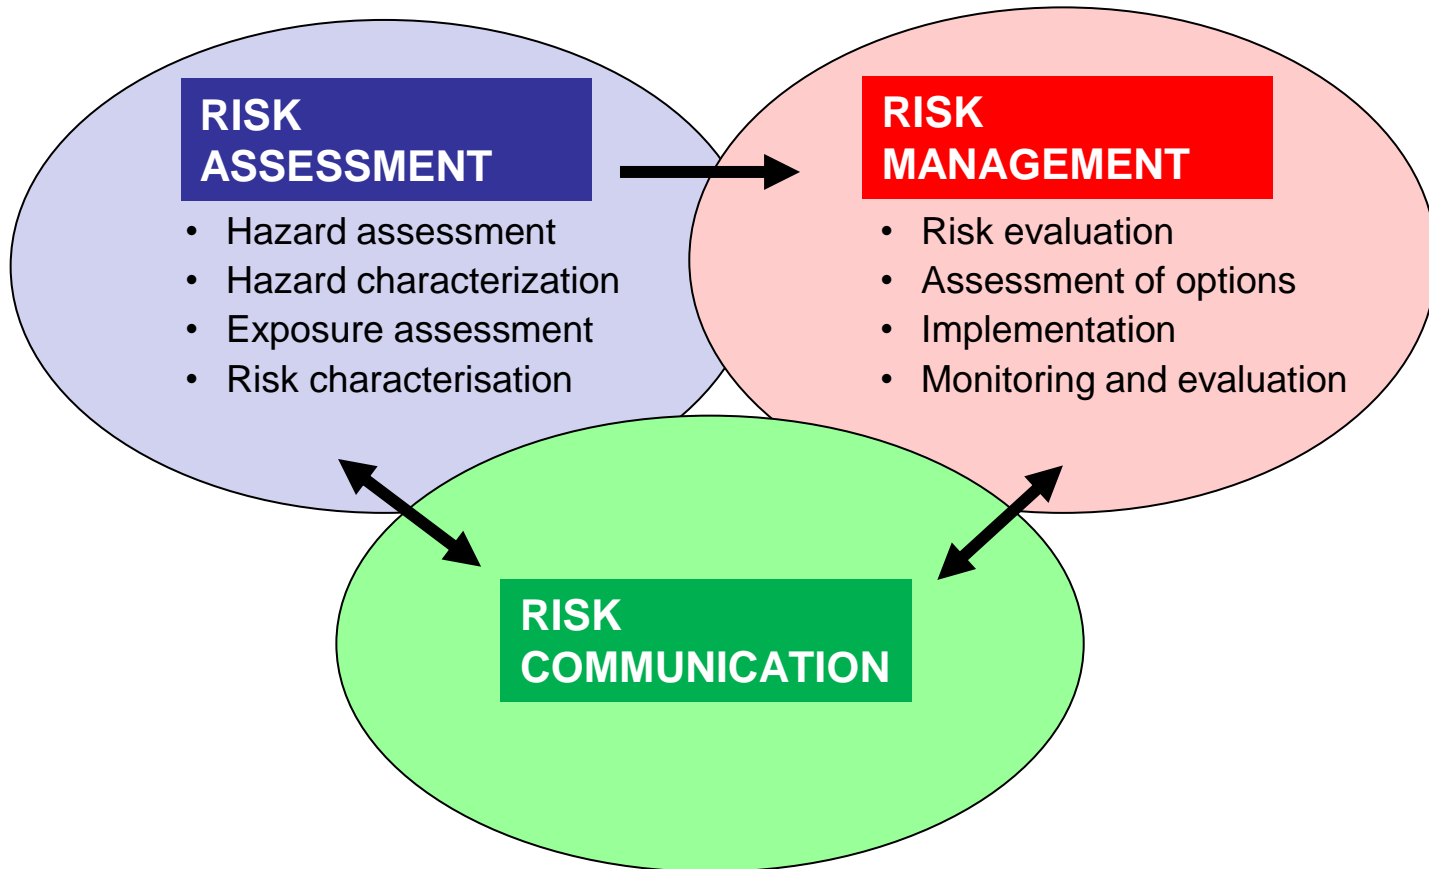 RISK
ASSESSMENT
• Hazard assessment
• Hazard characterization
• Exposure assessment
• Risk characterisation
RISK
MANAGEMENT
• Risk evaluation
• Assessment of options
• Implementation
• Monitoring and evaluation
RISK
COMMUNICATION